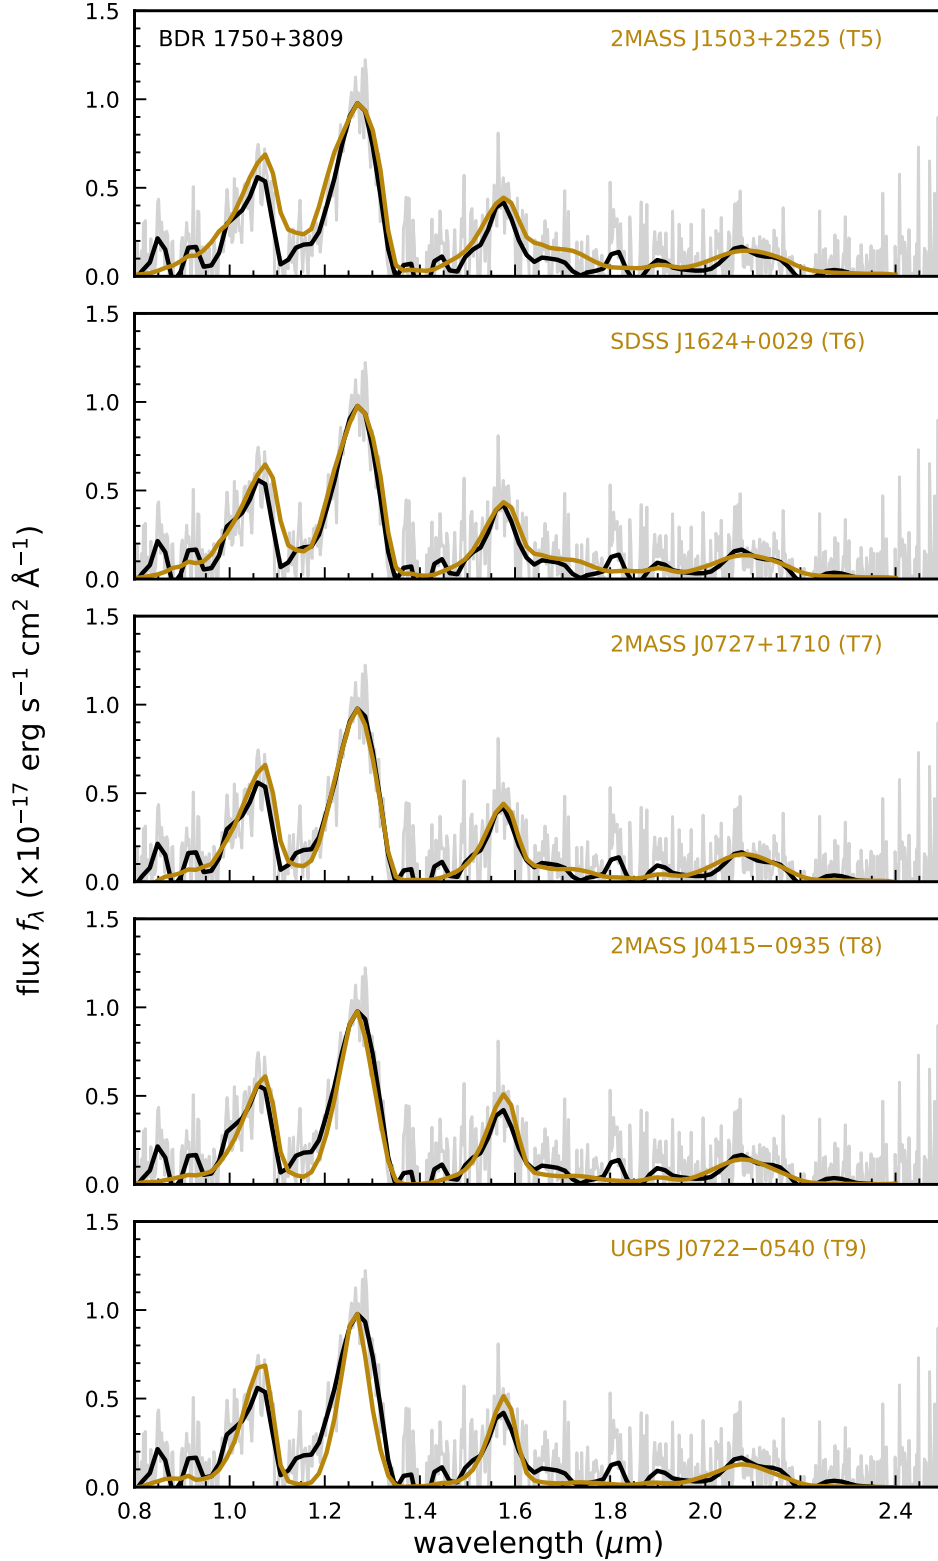 BDR 1750+3809
2MASS J1503+2525 (T5)
1.5
1.0
0.5
0.0
SDSS J1624+0029 (T6)
1.5
1.0
0.5
0.0
2MASS J0727+1710 (T7)
1.5
1.0
0.5
0.0
2MASS J0415−0935 (T8)
1.5
1.0
0.5
0.0
UGPS J0722−0540 (T9)
1.5
1.0
0.5
0.0
0.8 1.0 1.2 1.4 1.6 1.8 2.0 2.2 2.4
wavelength (μm)
flux f_λ (×10⁻¹⁷ erg s⁻¹ cm² Å⁻¹)